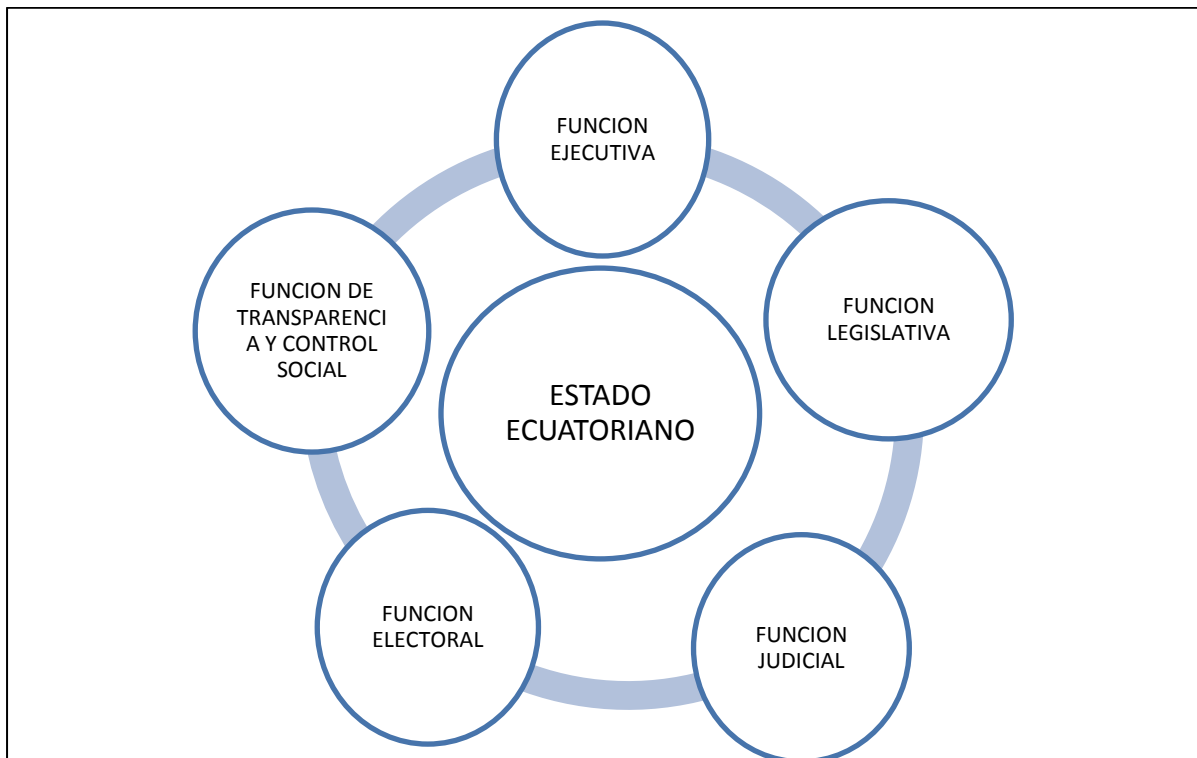 FUNCION
EJECUTIVA
FUNCION
LEGISLATIVA
FUNCION
JUDICIAL
FUNCION
ELECTORAL
FUNCION DE
TRANSPARENCI
A Y CONTROL
SOCIAL
ESTADO
ECUATORIANO